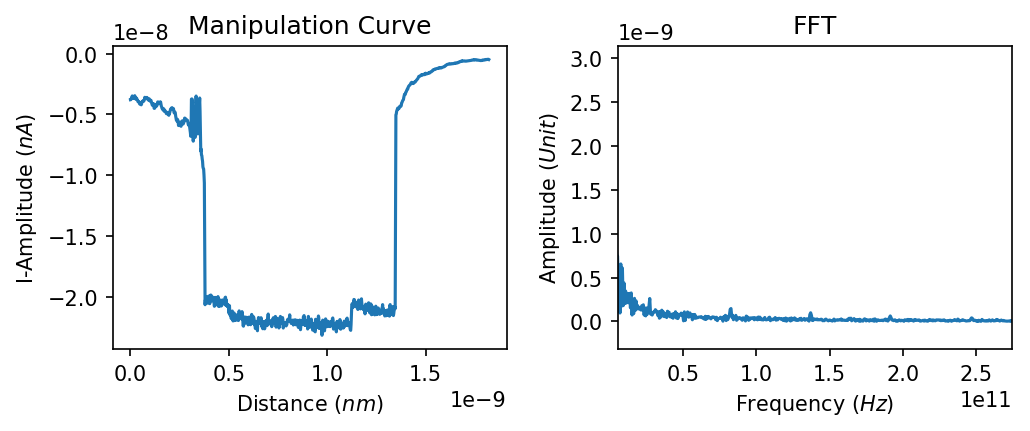 Manipulation Curve
1e−8
0.0
−0.5
−1.0
−1.5
−2.0
I-Amplitude (nA)
0.0 0.5 1.0 1.5
1e−9
Distance (nm)
FFT
1e−9
3.0
2.5
2.0
1.5
1.0
0.5
0.0
Amplitude (Unit)
0.5 1.0 1.5 2.0 2.5
1e11
Frequency (Hz)